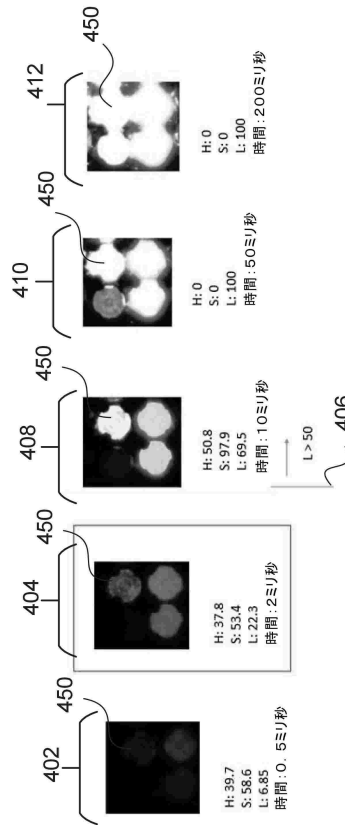 402
450
H: 39.7
S: 58.6
L: 6.85
時間:0.5ミリ秒
404
450
H: 37.8
S: 53.4
L: 22.3
時間:2ミリ秒
408
450
H: 50.8
S: 97.9
L: 69.5
時間:10ミリ秒
L > 50
406
410
450
H: 0
S: 0
L: 100
時間:50ミリ秒
412
450
H: 0
S: 0
L: 100
時間:200ミリ秒